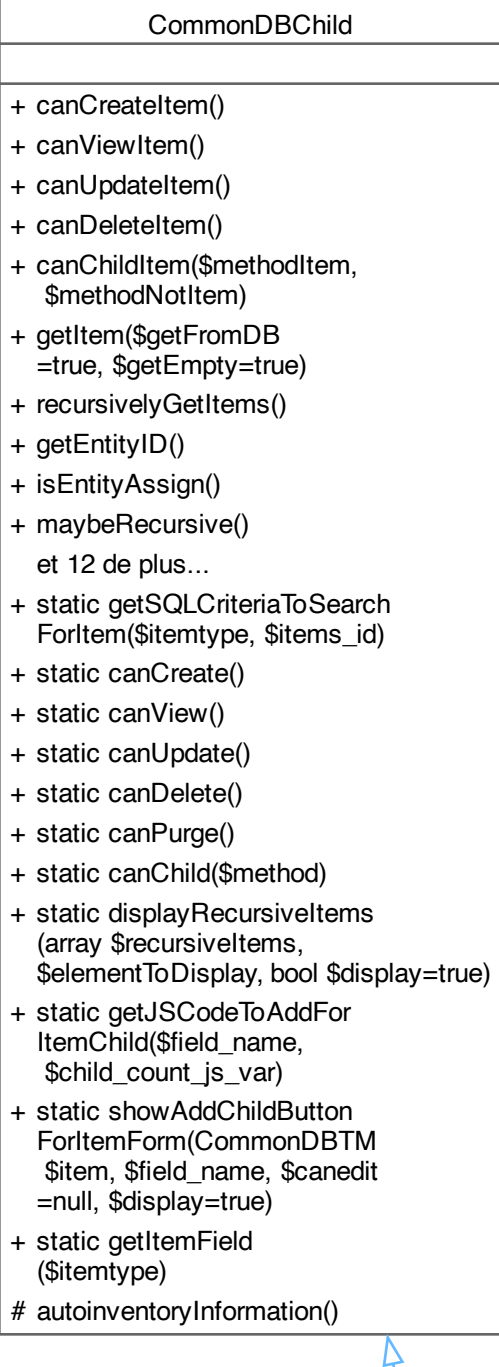 CommonDBChild
+ canCreateItem()
+ canViewItem()
+ canUpdateItem()
+ canDeleteItem()
+ canChildItem($methodItem,
$methodNotItem)
+ getItem($getFromDB
=true, $getEmpty=true)
+ recursivelyGetItems()
+ getEntityID()
+ isEntityAssign()
+ maybeRecursive()
et 12 de plus...
+ static getSQLCriteriaToSearch
ForItem($itemtype, $items_id)
+ static canCreate()
+ static canView()
+ static canUpdate()
+ static canDelete()
+ static canPurge()
+ static canChild($method)
+ static displayRecursiveItems
(array $recursiveItems,
$elementToDisplay, bool $display=true)
+ static getJSCodeToAddFor
ItemChild($field_name,
$child_count_js_var)
+ static showAddChildButton
ForItemForm(CommonDBTM
$item, $field_name, $canedit
=null, $display=true)
+ static getItemField
($itemtype)
# autoinventoryInformation()